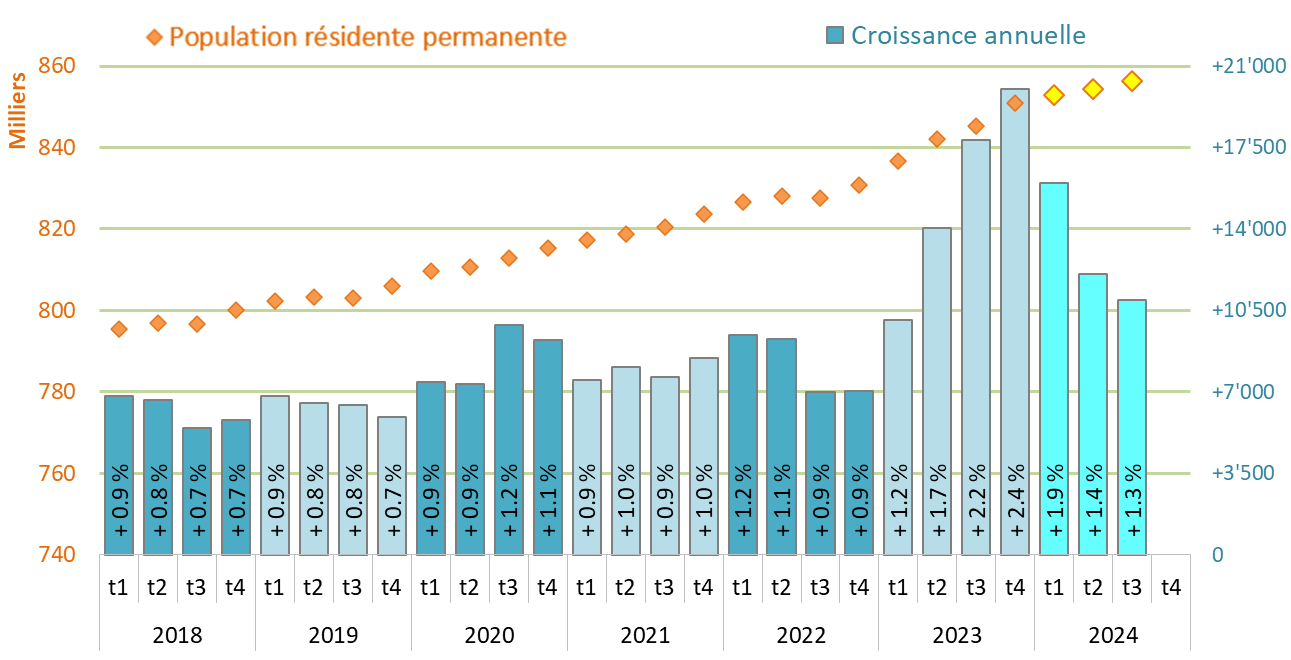 Population résidente permanente
Croissance annuelle
Milliers
860
840
820
800
780
760
740
+21'000
+17'500
+14'000
+10'500
+7'000
+3'500
0
+ 0.9 %
+ 0.8 %
+ 0.7 %
+ 0.7 %
+ 0.9 %
+ 0.8 %
+ 0.8 %
+ 0.7 %
+ 0.9 %
+ 0.9 %
+ 1.2 %
+ 1.1 %
+ 0.9 %
+ 1.0 %
+ 0.9 %
+ 1.0 %
+ 1.2 %
+ 1.1 %
+ 0.9 %
+ 0.9 %
+ 1.2 %
+ 1.7 %
+ 2.2 %
+ 2.4 %
+ 1.9 %
+ 1.4 %
+ 1.3 %
t1 t2 t3 t4 t1 t2 t3 t4 t1 t2 t3 t4 t1 t2 t3 t4 t1 t2 t3 t4 t1 t2 t3 t4 t1 t2 t3 t4
2018 2019 2020 2021 2022 2023 2024